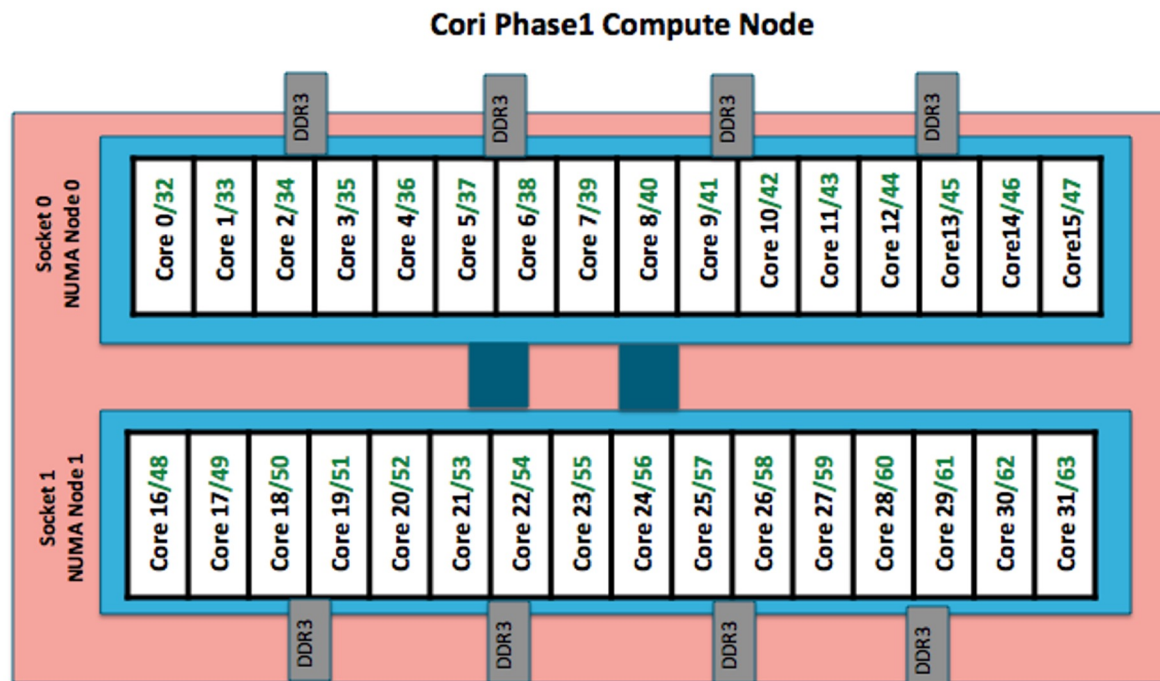 Cori Phase1 Compute Node
DDR3
DDR3
DDR3
DDR3
Socket 0
NUMA Node 0
Core 0/32
Core 1/33
Core 2/34
Core 3/35
Core 4/36
Core 5/37
Core 6/38
Core 7/39
Core 8/40
Core 9/41
Core 10/42
Core 11/43
Core 12/44
Core13/45
Core14/46
Core15/47
Socket 1
NUMA Node 1
Core 16/48
Core 17/49
Core 18/50
Core 19/51
Core 20/52
Core 21/53
Core 22/54
Core 23/55
Core 24/56
Core 25/57
Core 26/58
Core 27/59
Core 28/60
Core 29/61
Core 30/62
Core 31/63
DDR3
DDR3
DDR3
DDR3